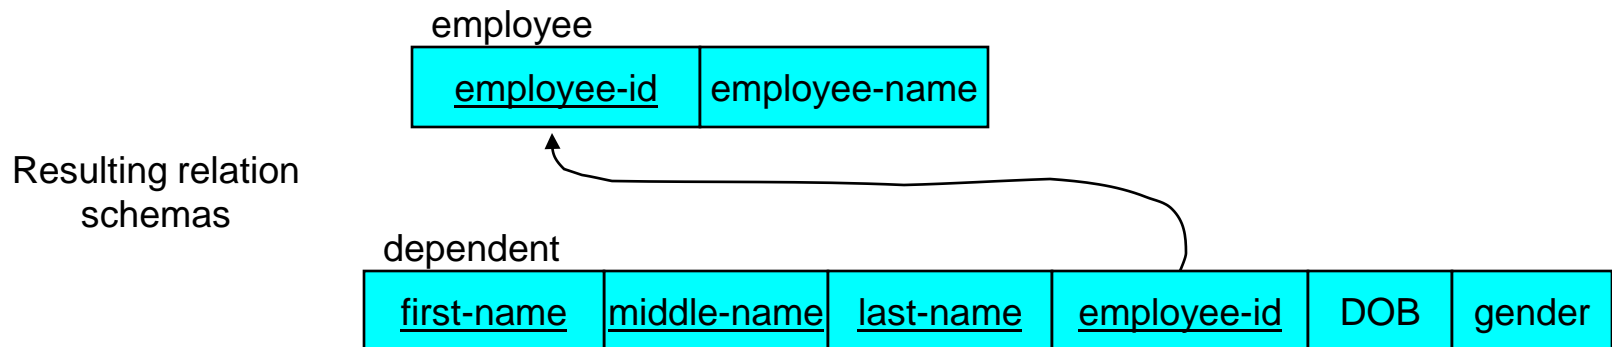 employee
employee-id employee-name
Resulting relation
schemas
dependent
first-name middle-name last-name employee-id DOB gender